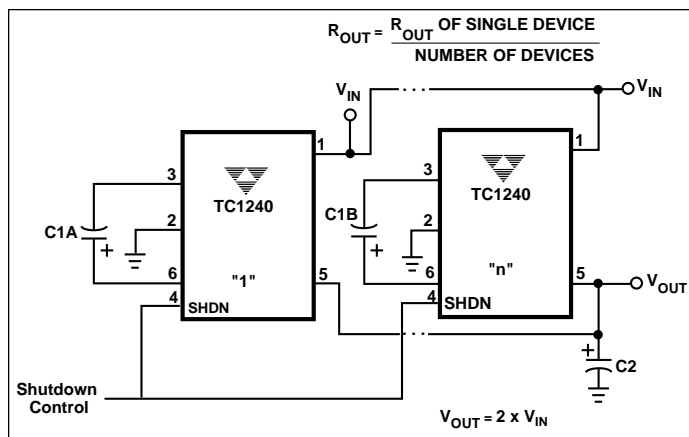 R_OUT = R_OUT OF SINGLE DEVICE
NUMBER OF DEVICES
V_IN
V_IN
1
3
2
TC1240
C1A
+
6
"1"
5
4
SHDN
1
3
2
TC1240
C1B
+
6
"n"
5
4
SHDN
V_OUT
+
C2
Shutdown
Control
V_OUT = 2 x V_IN